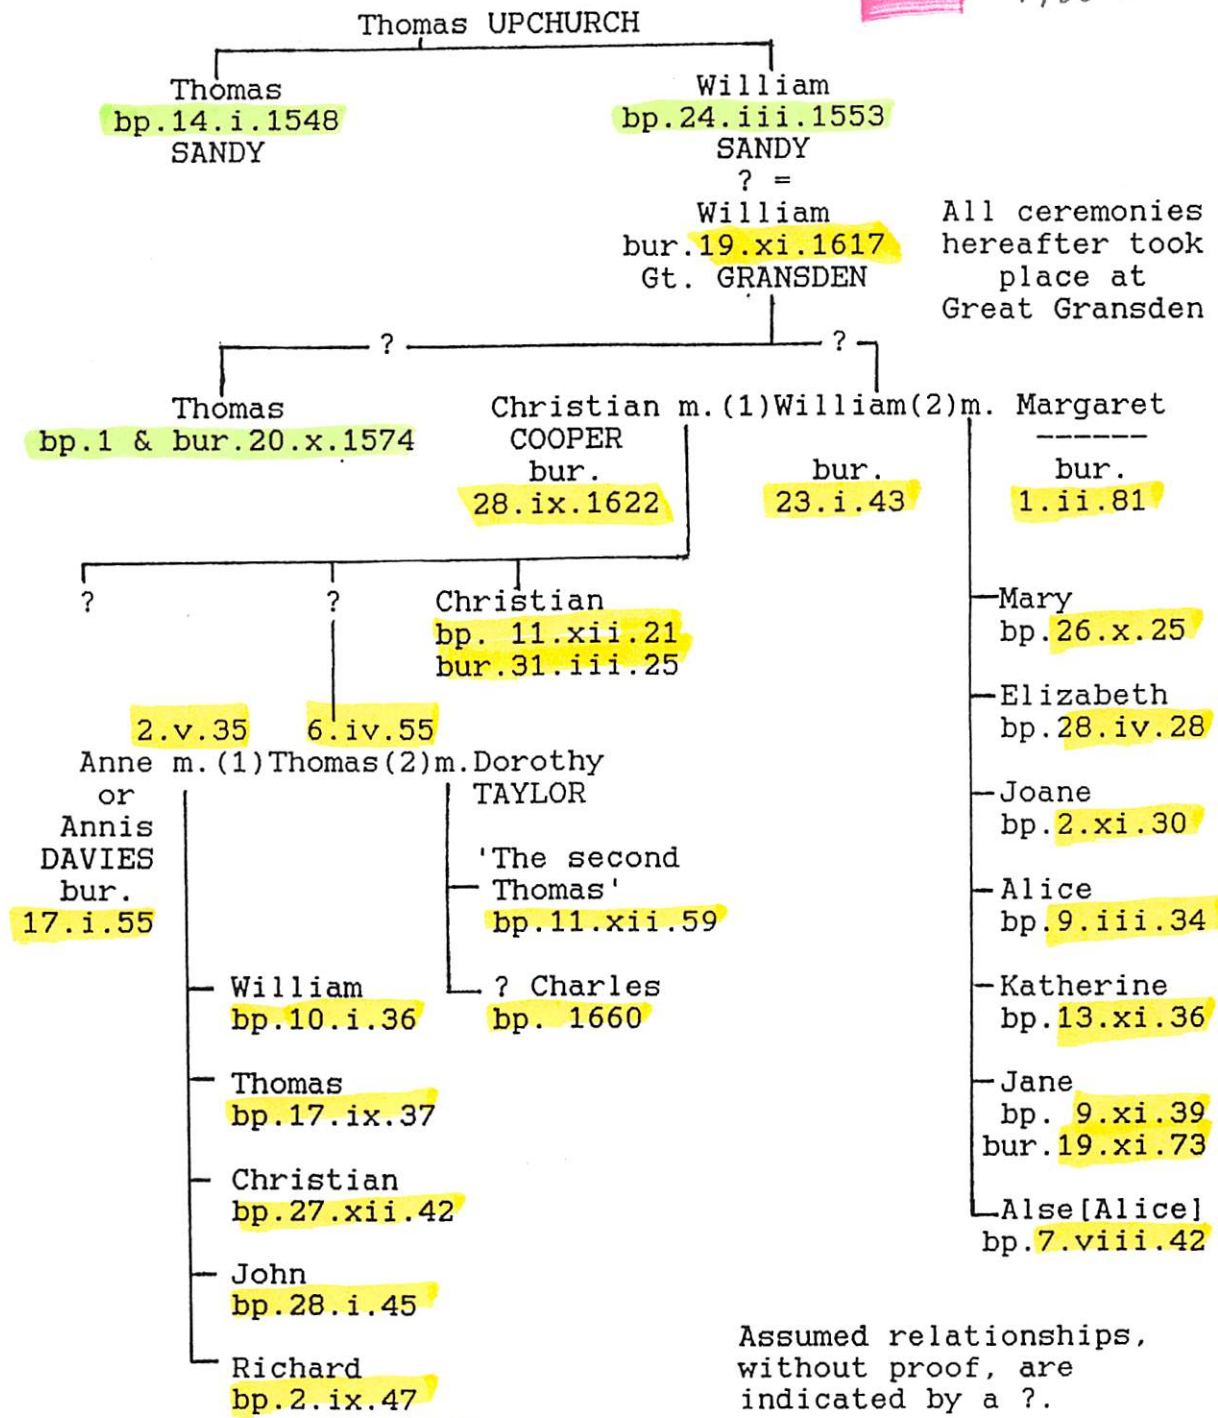 Thomas UPCHURCH
Thomas
bp.14.i.1548
SANDY
William
bp.24.iii.1553
SANDY
? =
William
bur.19.xi.1617
Gt. GRANSDEN
All ceremonies
hereafter took
place at
Great Gransden
? ?
Thomas
bp.1 & bur.20.x.1574
Christian m.(1)William(2)m. Margaret
COOPER ------
bur. bur. bur.
28.ix.1622 23.i.43 1.ii.81
? ? Christian
bp. 11.xii.21
bur.31.iii.25
2.v.35 6.iv.55
Anne m.(1)Thomas(2)m.Dorothy
or TAYLOR
Annis
DAVIES
bur.
17.i.55
'The second
Thomas'
bp.11.xii.59
? Charles
bp. 1660
William
bp.10.i.36
Thomas
bp.17.ix.37
Christian
bp.27.xii.42
John
bp.28.i.45
Richard
bp.2.ix.47
Mary
bp.26.x.25
Elizabeth
bp.28.iv.28
Joane
bp.2.xi.30
Alice
bp.9.iii.34
Katherine
bp.13.xi.36
Jane
bp. 9.xi.39
bur.19.xi.73
Alse[Alice]
bp.7.viii.42
Assumed relationships,
without proof, are
indicated by a ?.